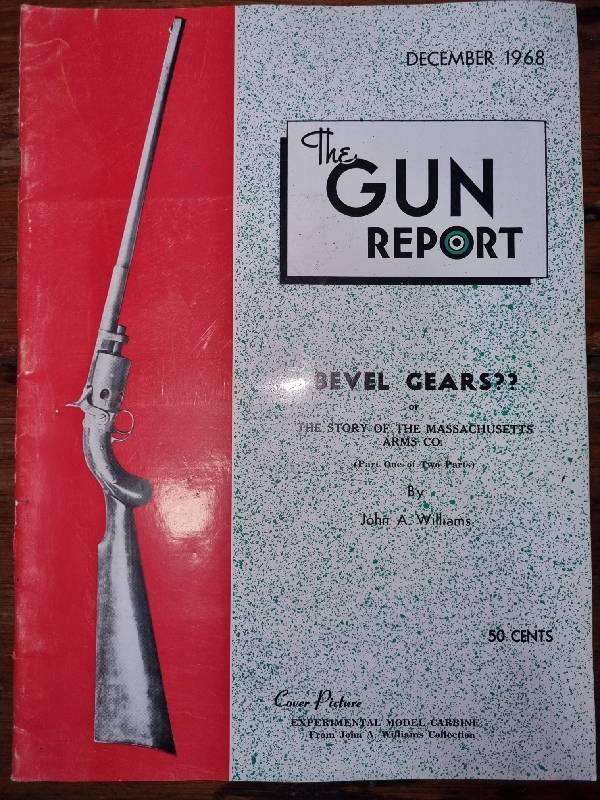 DECEMBER 1968
The
GUN
REPORT
BEVEL GEARS??
or
THE STORY OF THE MASSACHUSETTS
ARMS CO.
(Part One of Two Parts)
By
John A. Williams
50 CENTS
Cover Picture
EXPERIMENTAL MODEL CARBINE
From John A. Williams Collection